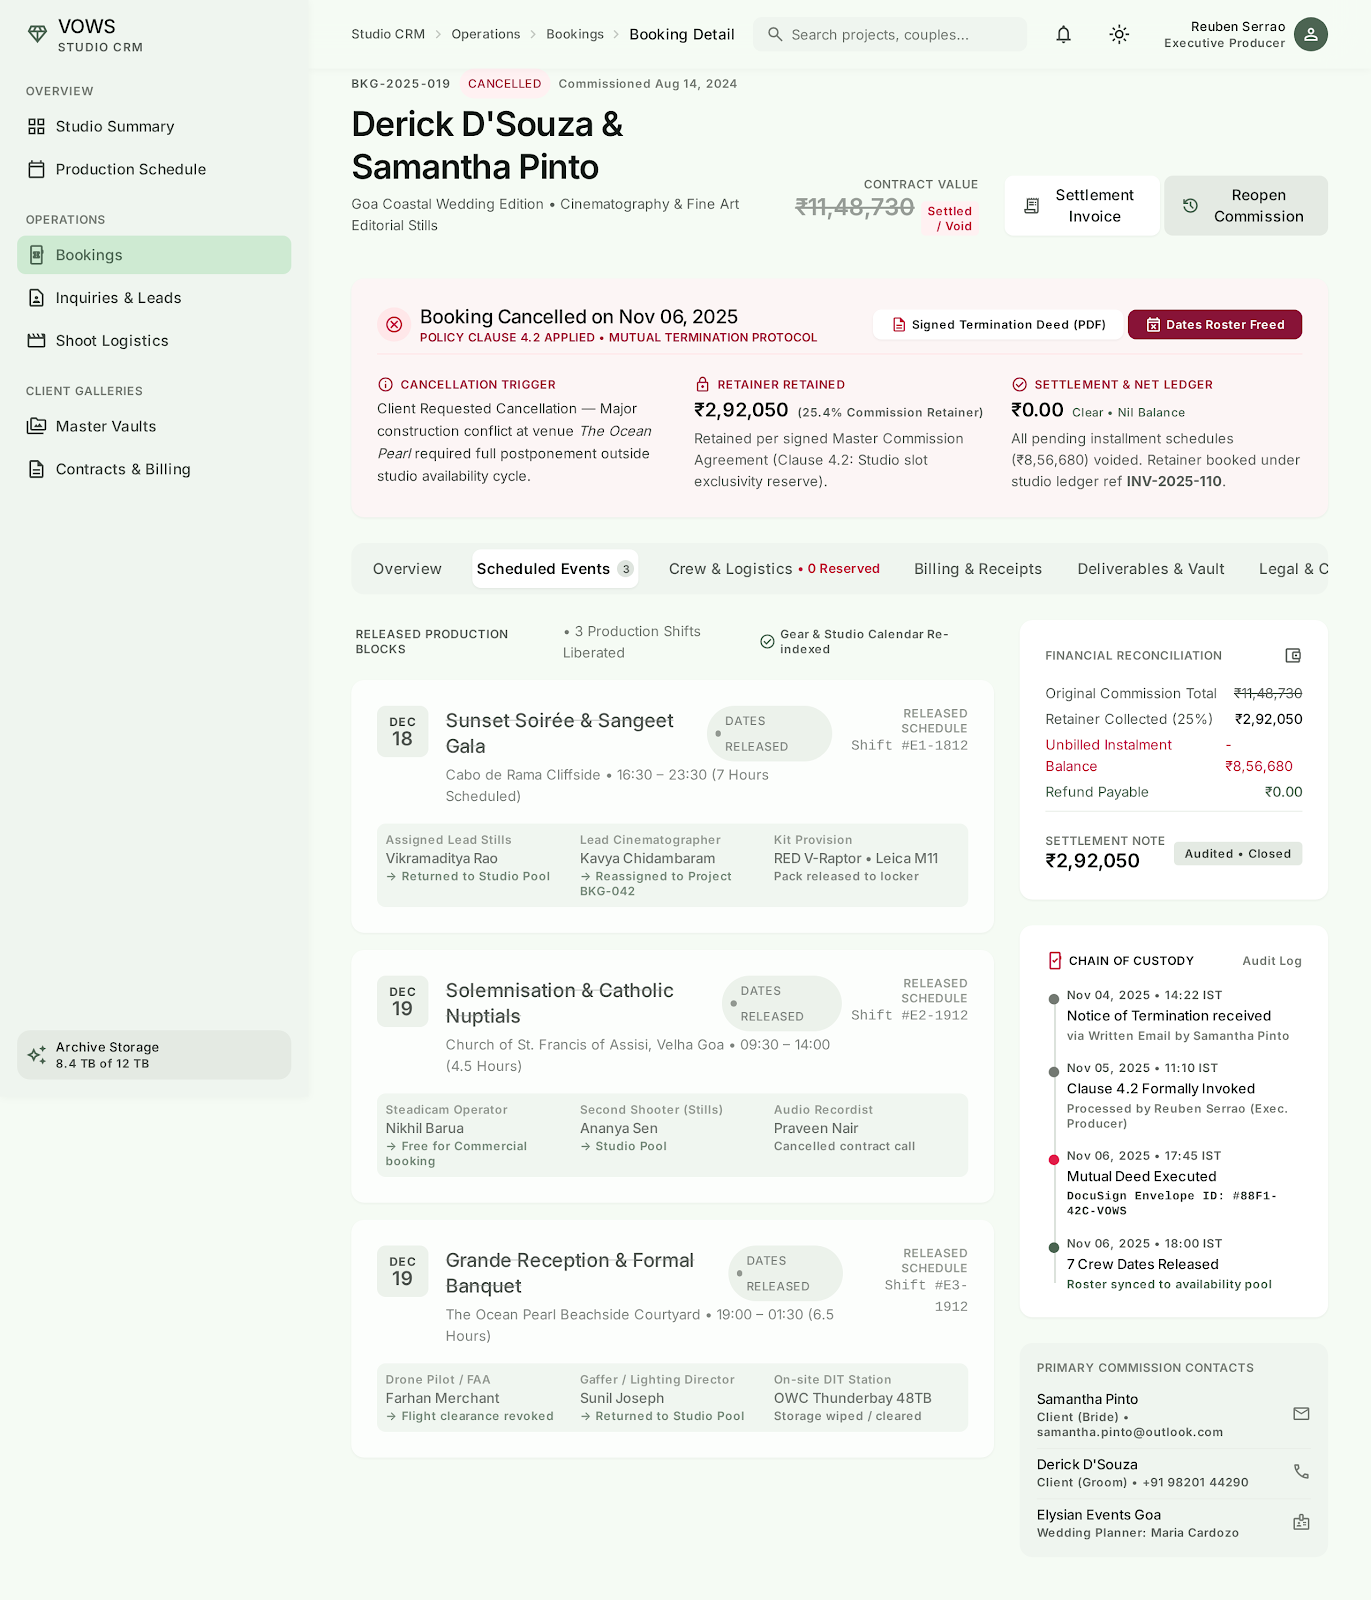 VOWS
STUDIO CRM
OVERVIEW
Studio Summary
Production Schedule
OPERATIONS
Bookings
Inquiries & Leads
Shoot Logistics
CLIENT GALLERIES
Master Vaults
Contracts & Billing
Archive Storage
8.4 TB of 12 TB
Studio CRM
Operations
Bookings
Booking Detail
Search projects, couples...
Reuben Serrao
Executive Producer
BKG-2025-019 CANCELLED Commissioned Aug 14, 2024
Derick D'Souza &
Samantha Pinto
Goa Coastal Wedding Edition • Cinematography & Fine Art
Editorial Stills
CONTRACT VALUE
₹11,48,730
Settled
/ Void
Settlement
Invoice
Reopen
Commission
Booking Cancelled on Nov 06, 2025
POLICY CLAUSE 4.2 APPLIED • MUTUAL TERMINATION PROTOCOL
Signed Termination Deed (PDF)
Dates Roster Freed
CANCELLATION TRIGGER
Client Requested Cancellation — Major
construction conflict at venue The Ocean
Pearl required full postponement outside
studio availability cycle.
RETAINER RETAINED
₹2,92,050 (25.4% Commission Retainer)
Retained per signed Master Commission
Agreement (Clause 4.2: Studio slot
exclusivity reserve).
SETTLEMENT & NET LEDGER
₹0.00 Clear • Nil Balance
All pending installment schedules
(₹8,56,680) voided. Retainer booked under
studio ledger ref INV-2025-110.
Overview
Scheduled Events 3
Crew & Logistics • 0 Reserved
Billing & Receipts
Deliverables & Vault
Legal & C
RELEASED PRODUCTION
BLOCKS
• 3 Production Shifts
Liberated
Gear & Studio Calendar Re-
indexed
DEC
18
Sunset Soirée & Sangeet
Gala
Cabo de Rama Cliffside • 16:30 – 23:30 (7 Hours
Scheduled)
• DATES
RELEASED
RELEASED
SCHEDULE
Shift #E1-1812
Assigned Lead Stills
Vikramaditya Rao
→ Returned to Studio Pool
Lead Cinematographer
Kavya Chidambaram
→ Reassigned to Project
BKG-042
Kit Provision
RED V-Raptor • Leica M11
Pack released to locker
DEC
19
Solemnisation & Catholic
Nuptials
Church of St. Francis of Assisi, Velha Goa • 09:30 – 14:00
(4.5 Hours)
• DATES
RELEASED
RELEASED
SCHEDULE
Shift #E2-1912
Steadicam Operator
Nikhil Barua
→ Free for Commercial
booking
Second Shooter (Stills)
Ananya Sen
→ Studio Pool
Audio Recordist
Praveen Nair
Cancelled contract call
DEC
19
Grande Reception & Formal
Banquet
The Ocean Pearl Beachside Courtyard • 19:00 – 01:30 (6.5
Hours)
• DATES
RELEASED
RELEASED
SCHEDULE
Shift #E3-
1912
Drone Pilot / FAA
Farhan Merchant
→ Flight clearance revoked
Gaffer / Lighting Director
Sunil Joseph
→ Returned to Studio Pool
On-site DIT Station
OWC Thunderbay 48TB
Storage wiped / cleared
FINANCIAL RECONCILIATION
Original Commission Total ₹11,48,730
Retainer Collected (25%) ₹2,92,050
Unbilled Instalment
Balance
-
₹8,56,680
Refund Payable ₹0.00
SETTLEMENT NOTE
₹2,92,050
Audited • Closed
CHAIN OF CUSTODY
Audit Log
Nov 04, 2025 • 14:22 IST
Notice of Termination received
via Written Email by Samantha Pinto
Nov 05, 2025 • 11:10 IST
Clause 4.2 Formally Invoked
Processed by Reuben Serrao (Exec.
Producer)
Nov 06, 2025 • 17:45 IST
Mutual Deed Executed
DocuSign Envelope ID: #88F1-
42C-VOWS
Nov 06, 2025 • 18:00 IST
7 Crew Dates Released
Roster synced to availability pool
PRIMARY COMMISSION CONTACTS
Samantha Pinto
Client (Bride) •
samantha.pinto@outlook.com
Derick D'Souza
Client (Groom) • +91 98201 44290
Elysian Events Goa
Wedding Planner: Maria Cardozo